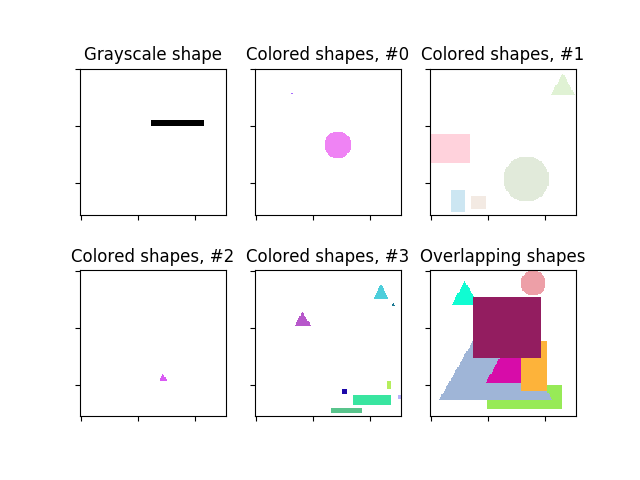 Grayscale shape
Colored shapes, #0
Colored shapes, #1
Colored shapes, #2
Colored shapes, #3
Overlapping shapes